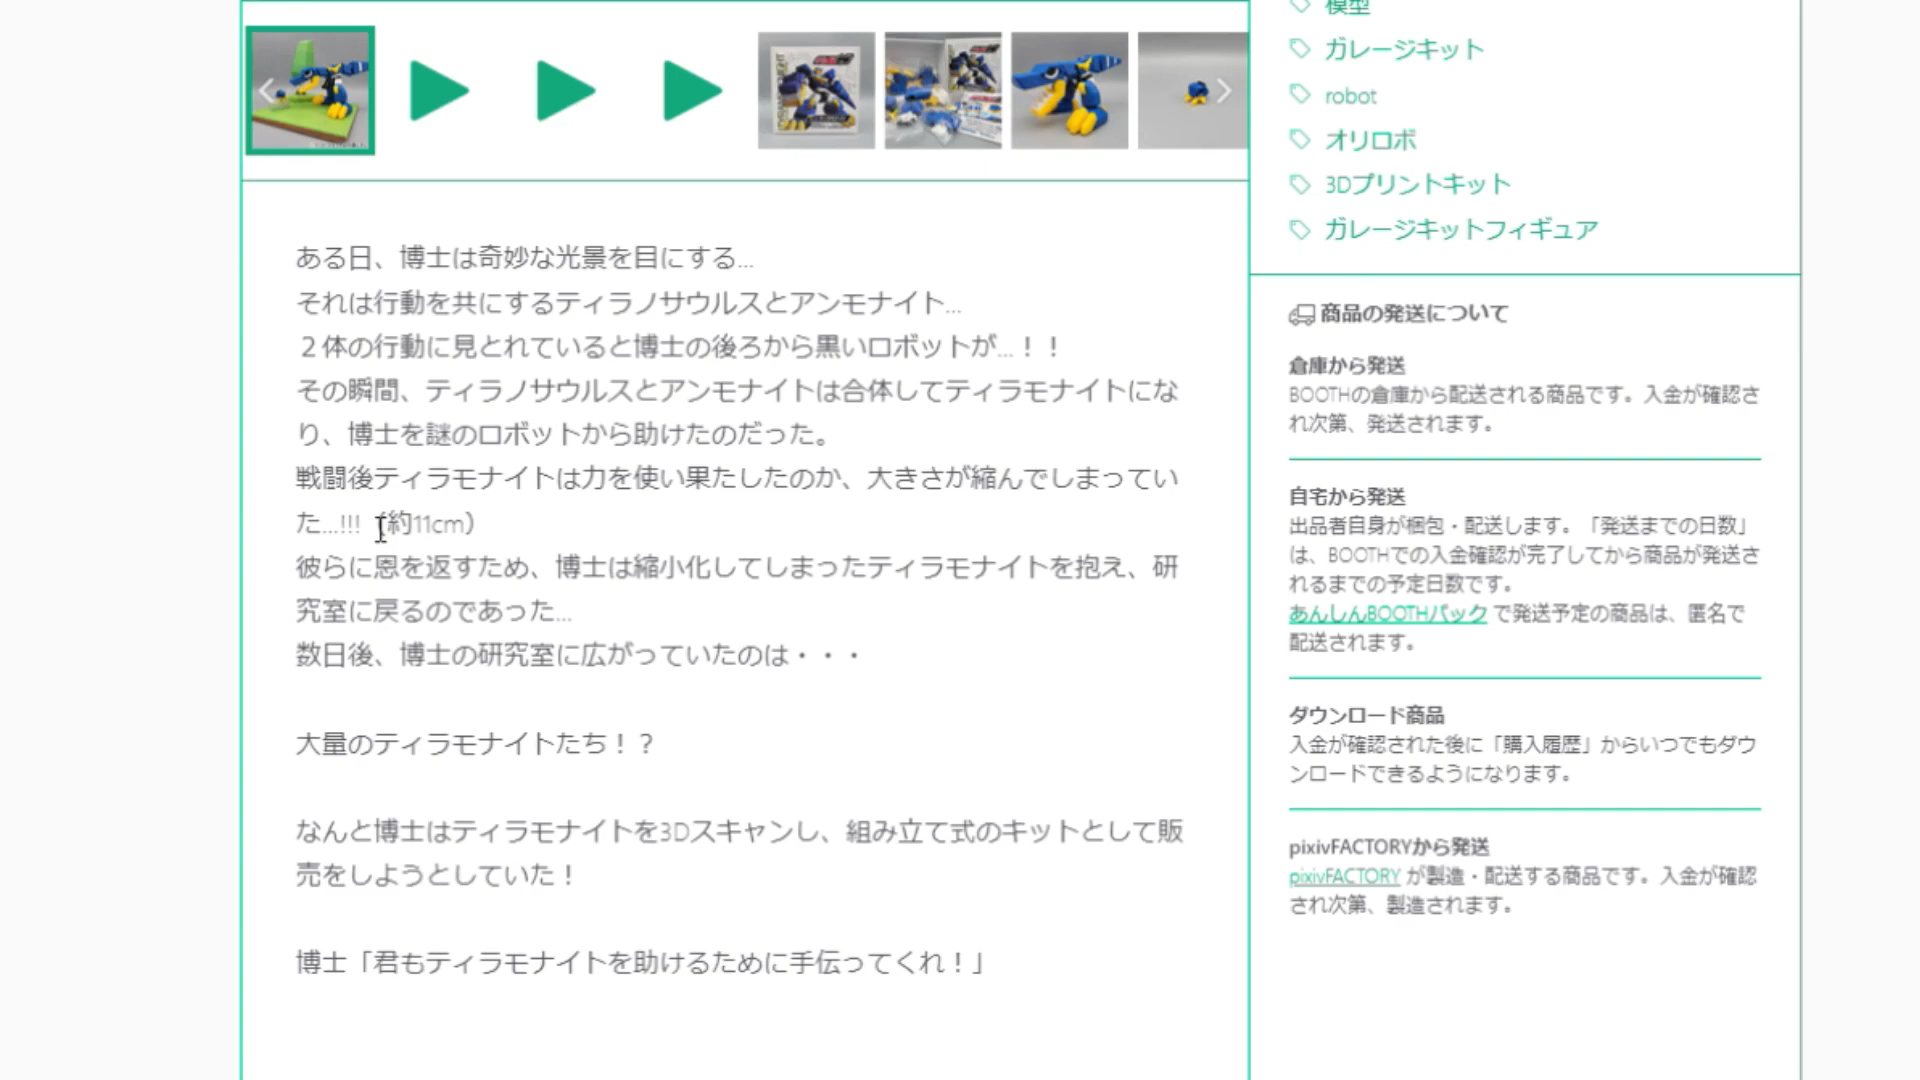 ある日、博士は奇妙な光景を目にする...
それは行動を共にするティラノサウルスとアンモナイト...
２体の行動に見とれていると博士の後ろから黒いロボットが...！！
その瞬間、ティラノサウルスとアンモナイトは合体してティラモナイトにな
り、博士を謎のロボットから助けたのだった。
戦闘後ティラモナイトは力を使い果たしたのか、大きさが縮んでしまってい
た...!!!（約11cm）
彼らに恩を返すため、博士は縮小化してしまったティラモナイトを抱え、研
究室に戻るのであった...
数日後、博士の研究室に広がっていたのは・・・
大量のティラモナイトたち！？
なんと博士はティラモナイトを3Dスキャンし、組み立て式のキットとして販
売をしようとしていた！
博士「君もティラモナイトを助けるために手伝ってくれ！」
模型
ガレージキット
robot
オリロボ
3Dプリントキット
ガレージキットフィギュア
商品の発送について
倉庫から発送
BOOTHの倉庫から配送される商品です。入金が確認さ
れ次第、発送されます。
自宅から発送
出品者自身が梱包・配送します。「発送までの日数」
は、BOOTHでの入金確認が完了してから商品が発送さ
れるまでの予定日数です。
あんしんBOOTHパック で発送予定の商品は、匿名で
配送されます。
ダウンロード商品
入金が確認された後に「購入履歴」からいつでもダウ
ンロードできるようになります。
pixivFACTORYから発送
pixivFACTORY が製造・配送する商品です。入金が確認
され次第、製造されます。